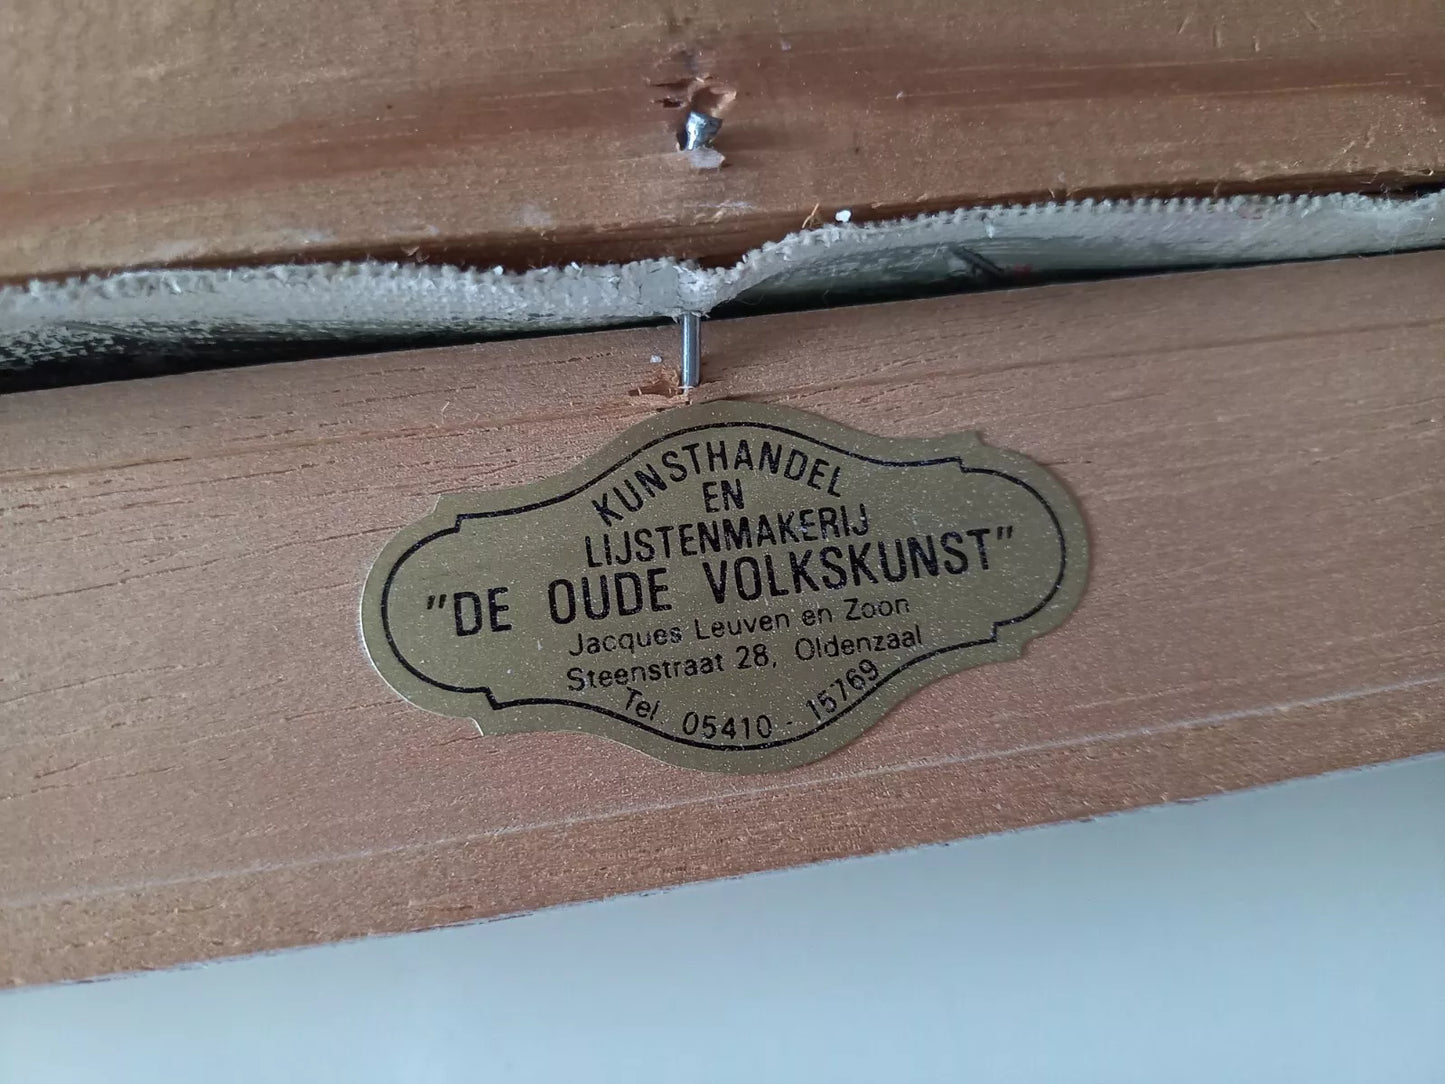 KUNSTHANDEL
EN
LIJSTENMAKERIJ
"DE OUDE VOLKSKUNST"
Jacques Leuven en Zoon
Steenstraat 28, Oldenzaal
Tel. 05410 - 15769